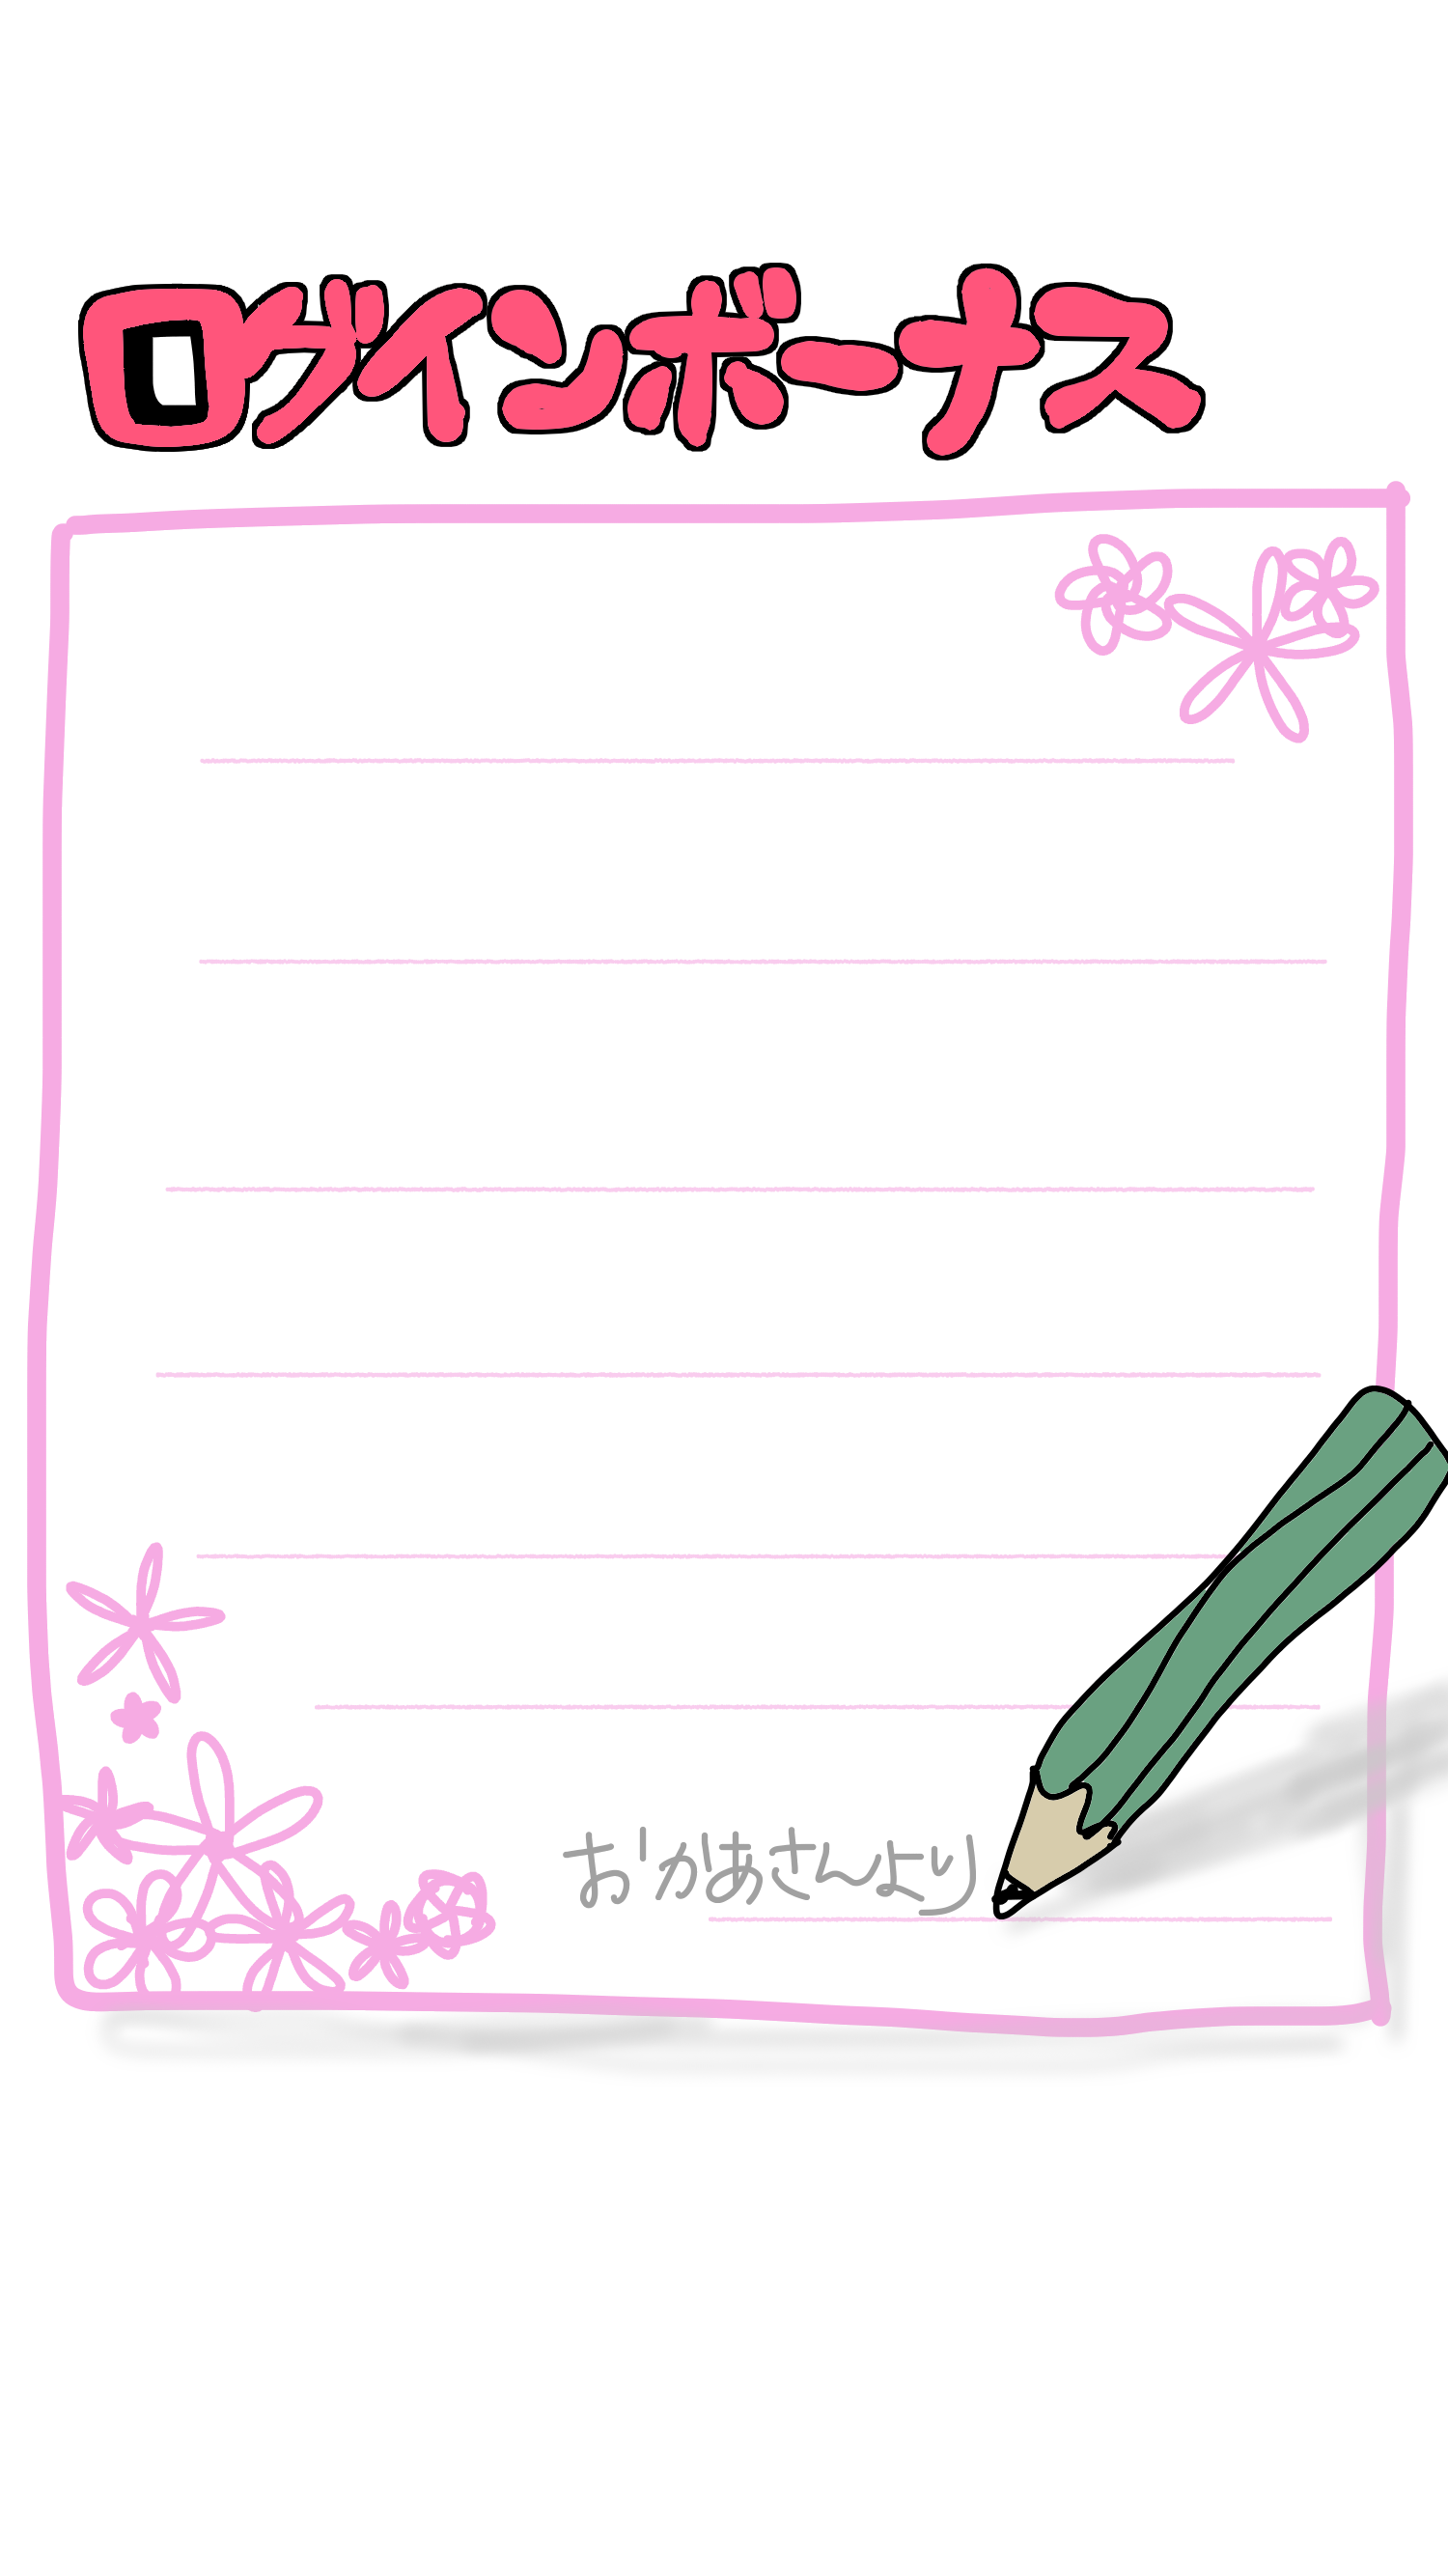 ログインボーナス
おかあさんより